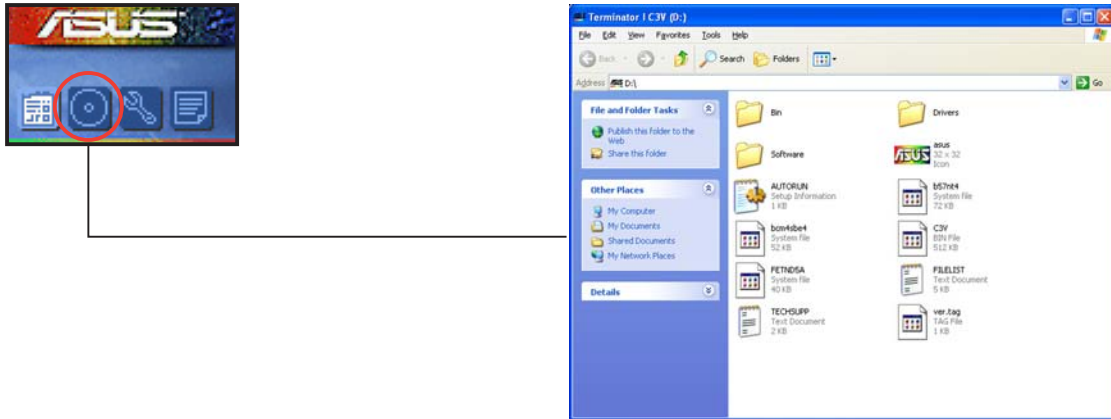 ASUS
Terminator I C3V (D:)
File Edit View Favorites Tools Help
Back Search Folders
Address D:\ Go
File and Folder Tasks
Publish this folder to the
Web
Share this folder
Other Places
My Computer
My Documents
Shared Documents
My Network Places
Details
Bin
Drivers
Software
asus
32 x 32
Icon
AUTORUN
Setup Information
1 KB
b57nt4
System file
72 KB
bcm4sbe4
System file
52 KB
C3V
BIN File
512 KB
FETND5A
System file
40 KB
FILELIST
Text Document
5 KB
TECHSUPP
Text Document
2 KB
ver.tag
TAG File
1 KB